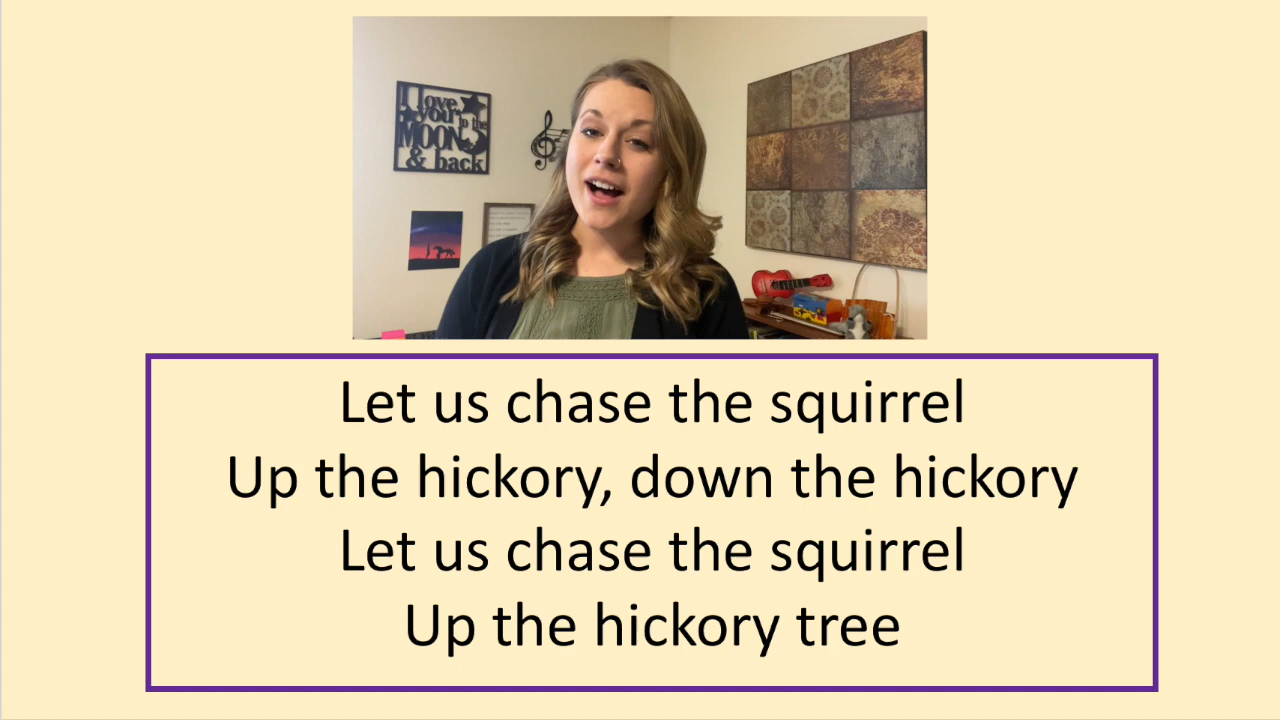 I love
you to the
MOON
& back
Let us chase the squirrel
Up the hickory, down the hickory
Let us chase the squirrel
Up the hickory tree